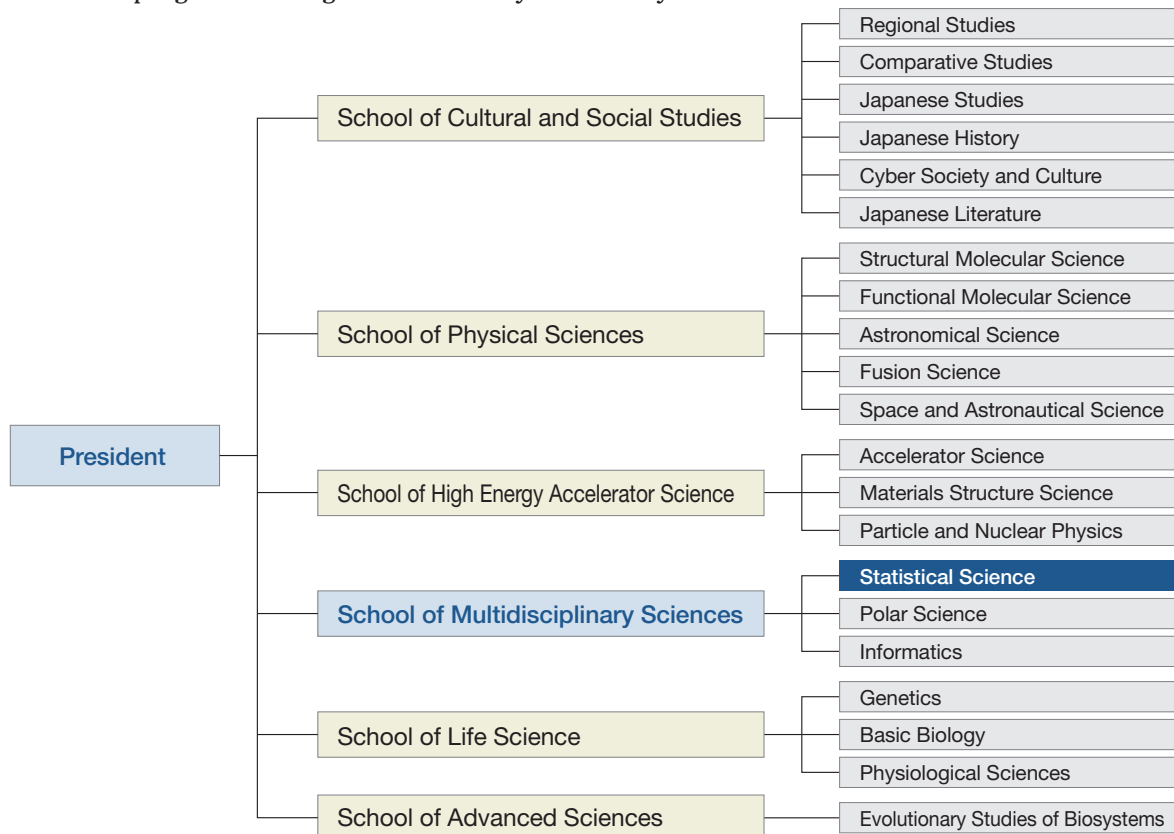 Regional Studies
Comparative Studies
School of Cultural and Social Studies
Japanese Studies
Japanese History
Cyber Society and Culture
Japanese Literature
Structural Molecular Science
Functional Molecular Science
School of Physical Sciences
Astronomical Science
Fusion Science
Space and Astronautical Science
President
Accelerator Science
School of High Energy Accelerator Science
Materials Structure Science
Particle and Nuclear Physics
Statistical Science
School of Multidisciplinary Sciences
Polar Science
Informatics
Genetics
School of Life Science
Basic Biology
Physiological Sciences
School of Advanced Sciences
Evolutionary Studies of Biosystems